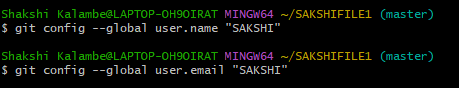 Shakshi Kalambe@LAPTOP-OH9OIRAT MINGW64 ~/SAKSHIFILE1 (master)
$ git config --global user.name "SAKSHI"
Shakshi Kalambe@LAPTOP-OH9OIRAT MINGW64 ~/SAKSHIFILE1 (master)
$ git config --global user.email "SAKSHI"